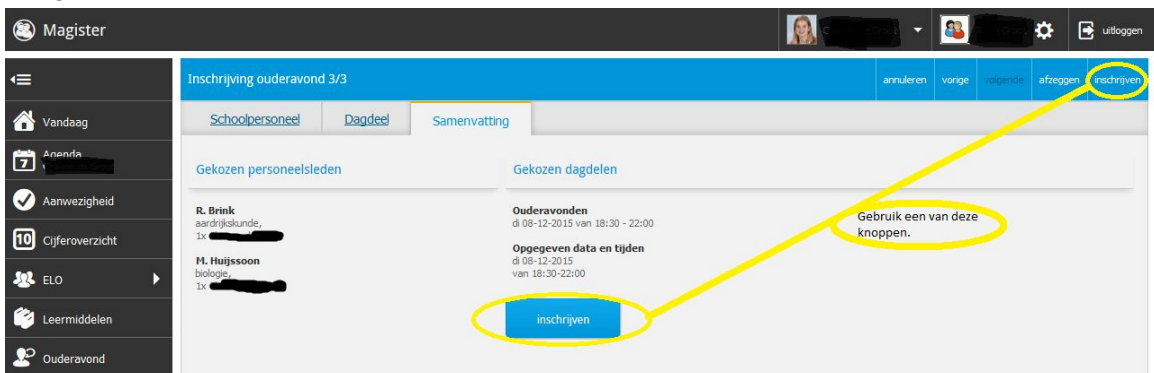 Magister
uitloggen
Inschrijving ouderavond 3/3
annuleren
vorige
volgende
afzeggen
inschrijven
Vandaag
Agenda
7
Aanwezigheid
10
Cijferoverzicht
ELO
Leermiddelen
Ouderavond
Schoolpersoneel
Dagdeel
Samenvatting
Gekozen personeelsleden
R. Brink
aardrijkskunde,
1x
M. Huijssoon
biologie,
1x
Gekozen dagdelen
Ouderavonden
di 08-12-2015 van 18:30 - 22:00
Opgegeven data en tijden
di 08-12-2015
van 18:30-22:00
inschrijven
Gebruik een van deze
knoppen.